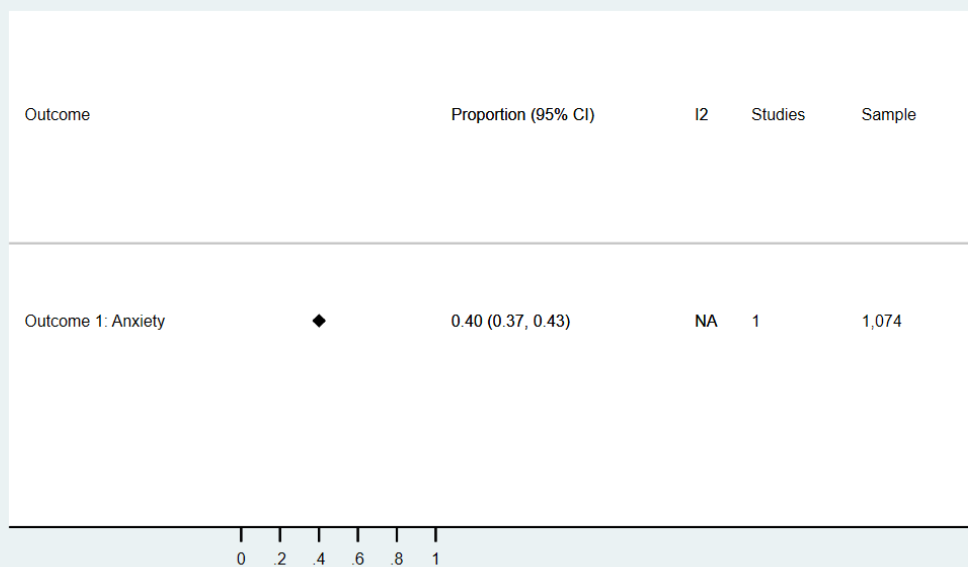 Outcome Proportion (95% CI) I2 Studies Sample
Outcome 1: Anxiety 0.40 (0.37, 0.43) NA 1 1,074
0 .2 .4 .6 .8 1